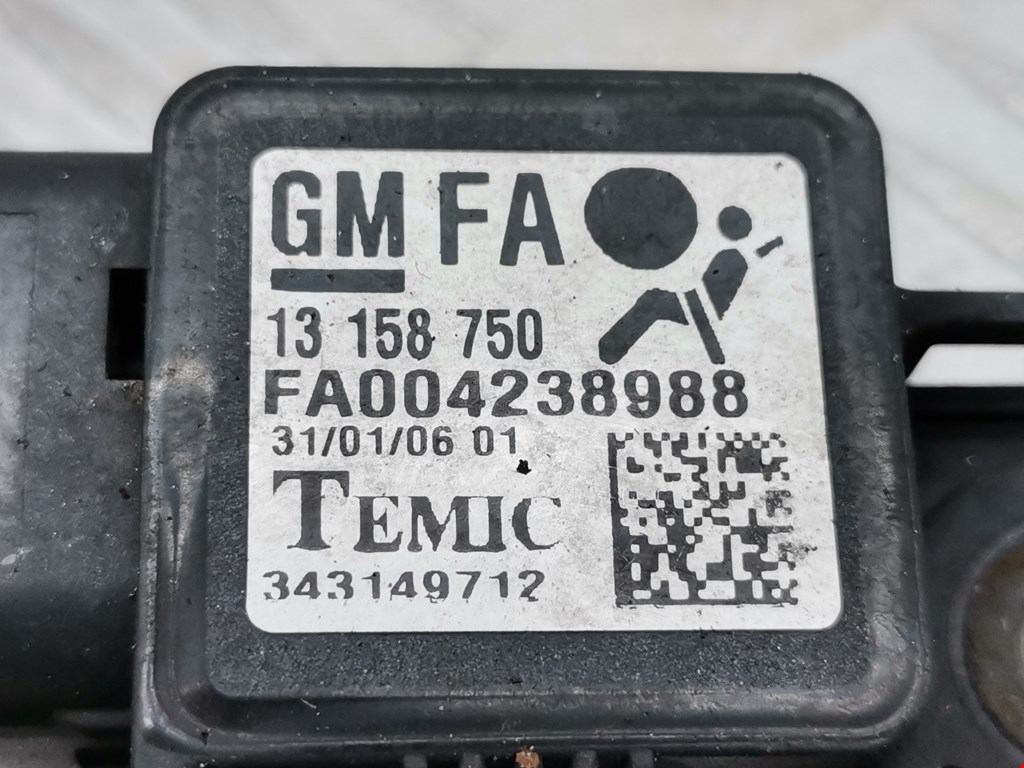 GM FA
13 158 750
FA004238988
31/01/06 01
TEMIC
343149712